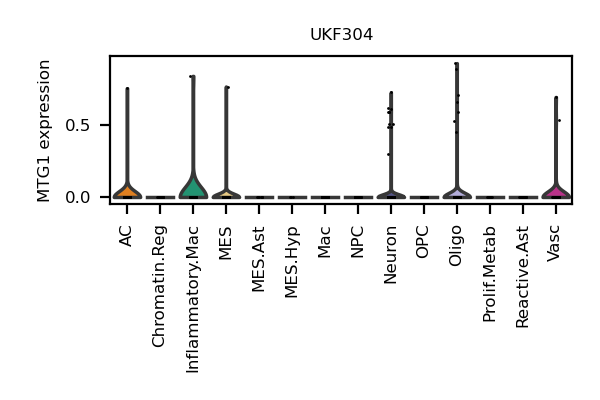 UKF304
MTG1 expression
0.5
0.0
AC
Chromatin.Reg
Inflammatory.Mac
MES
MES.Ast
MES.Hyp
Mac
NPC
Neuron
OPC
Oligo
Prolif.Metab
Reactive.Ast
Vasc